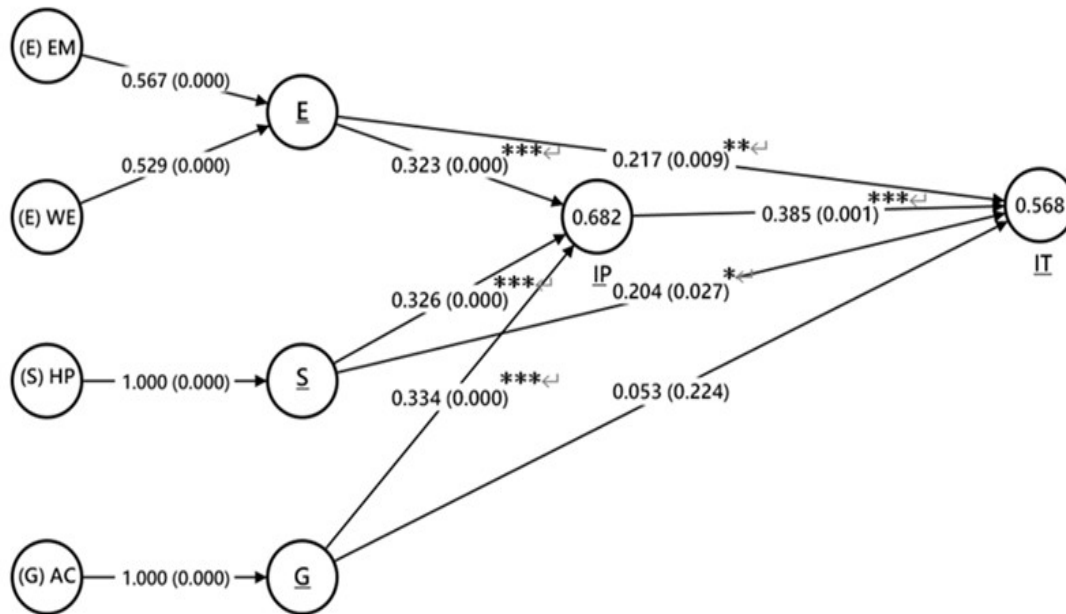 (E) EM
0.567 (0.000)
E
0.529 (0.000)
(E) WE
***↵
0.323 (0.000)
**↵
0.217 (0.009)
0.682
IP
***↵
0.385 (0.001)
0.568
IT
***↵
0.326 (0.000)
*↵
0.204 (0.027)
(S) HP
1.000 (0.000)
S
***↵
0.334 (0.000)
0.053 (0.224)
(G) AC
1.000 (0.000)
G